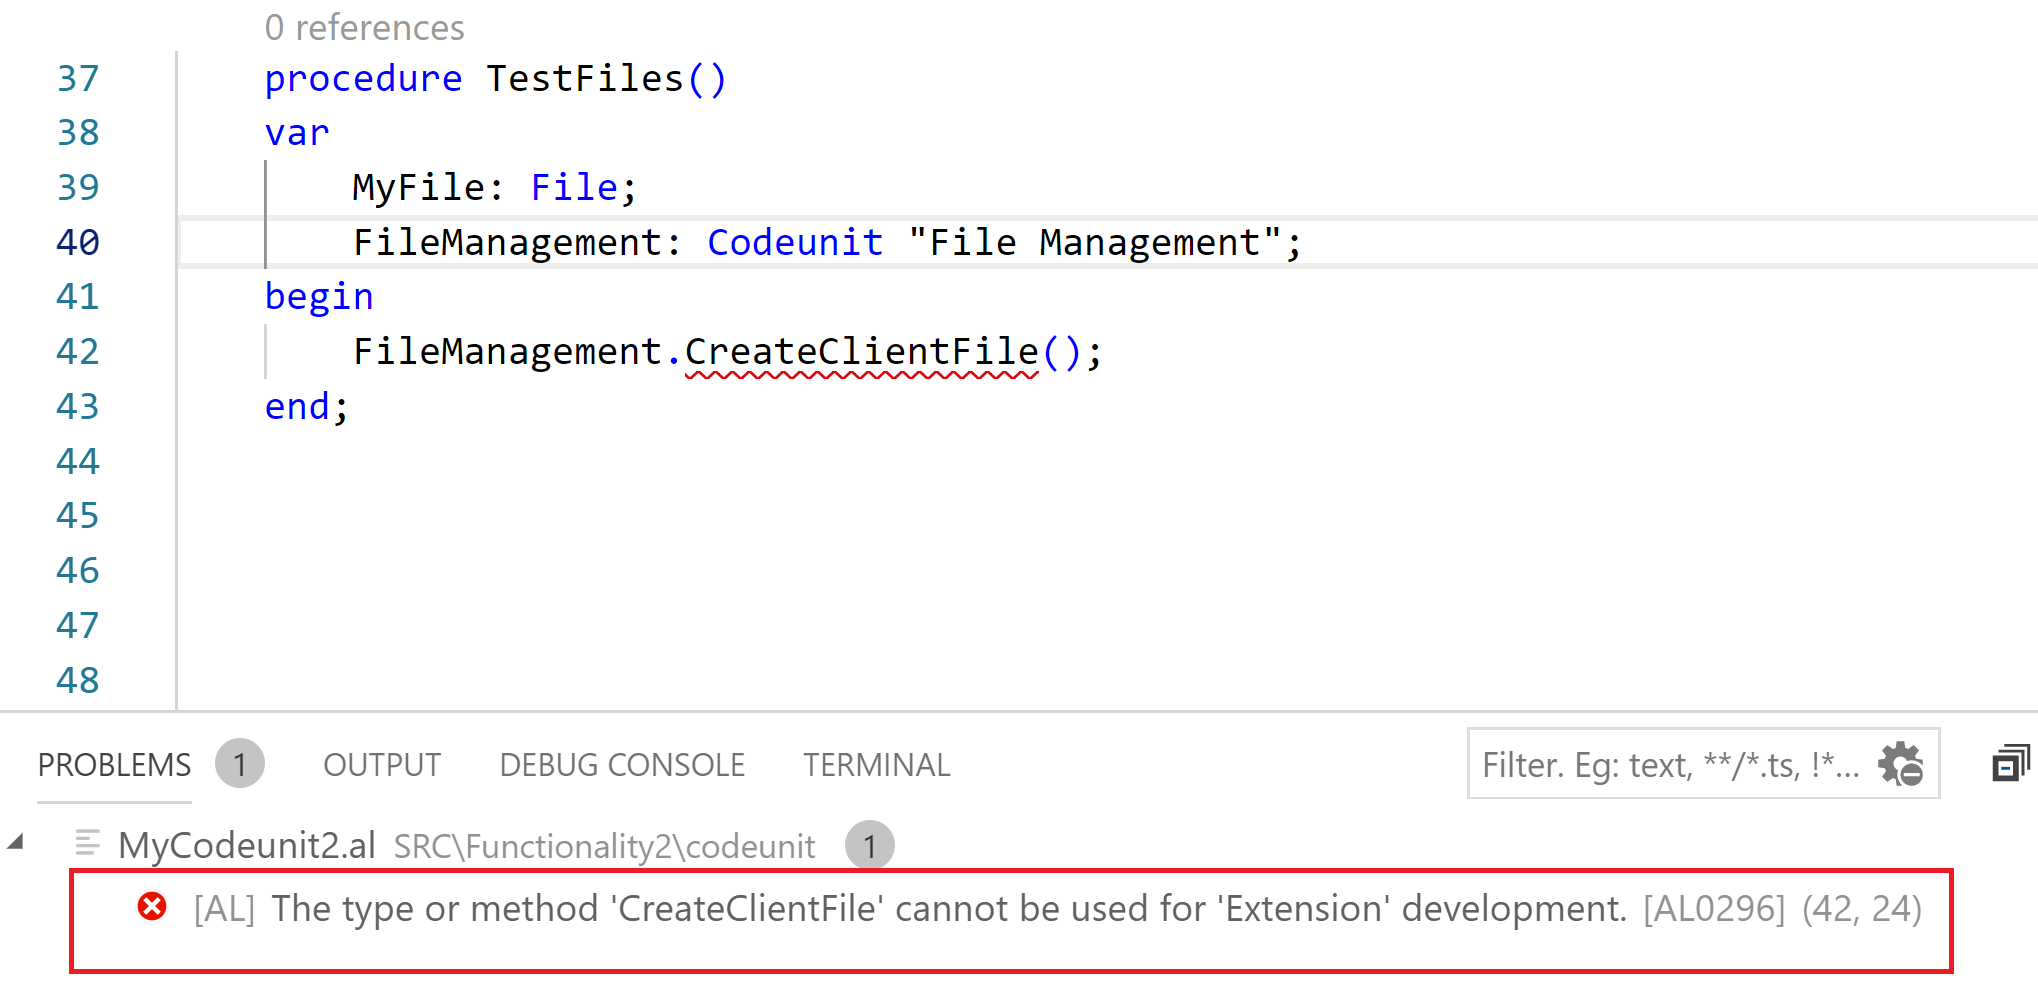 0 references
37 procedure TestFiles()
38 var
39 MyFile: File;
40 FileManagement: Codeunit "File Management";
41 begin
42 FileManagement.CreateClientFile();
43 end;
44
45
46
47
48
PROBLEMS 1 OUTPUT DEBUG CONSOLE TERMINAL Filter. Eg: text, **/*.ts, !*...
MyCodeunit2.al SRC\Functionality2\codeunit 1
[AL] The type or method 'CreateClientFile' cannot be used for 'Extension' development. [AL0296] (42, 24)